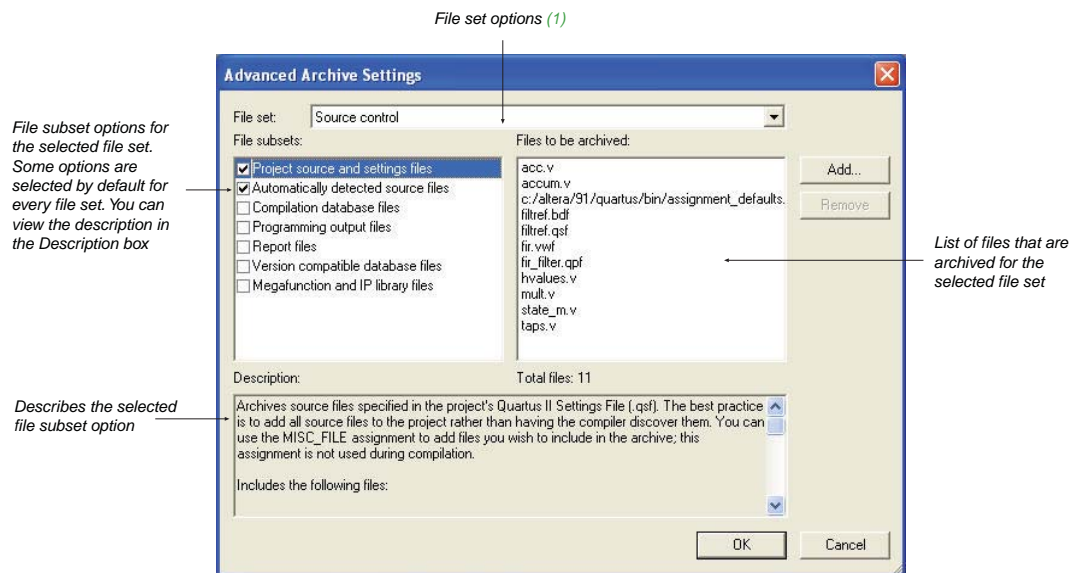 File set options (1)
Advanced Archive Settings
File set:
Source control
File subsets:
Files to be archived:
File subset options for
the selected file set.
Some options are
selected by default for
every file set. You can
view the description in
the Description box
Project source and settings files
Automatically detected source files
Compilation database files
Programming output files
Report files
Version compatible database files
Megafunction and IP library files
acc.v
accum.v
c:/altera/91/quartus/bin/assignment_defaults.
filtref.bdf
filtref.qsf
fir.vwf
fir_filter.qpf
hvalues.v
mult.v
state_m.v
taps.v
Add...
Remove
List of files that are
archived for the
selected file set
Description:
Total files: 11
Describes the selected
file subset option
Archives source files specified in the project's Quartus II Settings File (.qsf). The best practice
is to add all source files to the project rather than having the compiler discover them. You can
use the MISC_FILE assignment to add files you wish to include in the archive; this
assignment is not used during compilation.
Includes the following files:
OK
Cancel